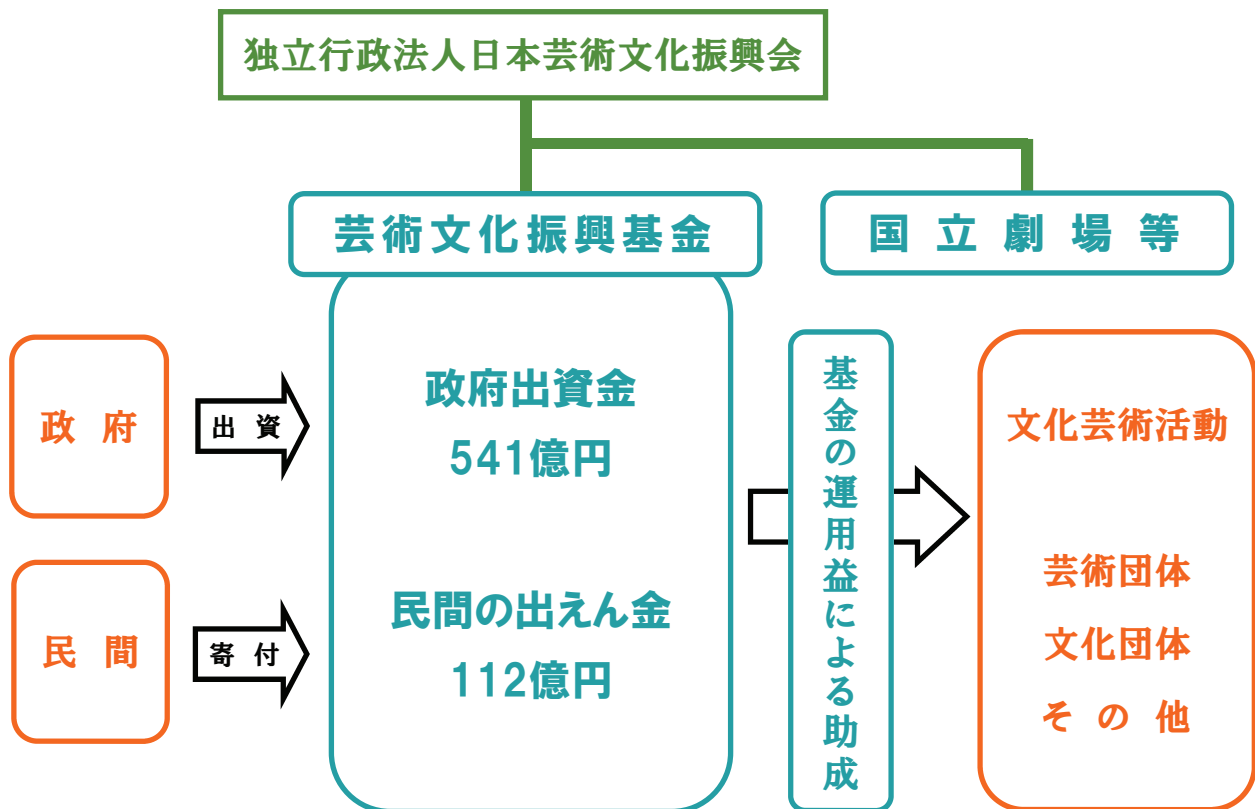 独立行政法人日本芸術文化振興会
芸術文化振興基金
国立劇場等
政府
出資
政府出資金
541億円
民間
寄付
民間の出えん金
112億円
基金の運用益による助成
文化芸術活動
芸術団体
文化団体
その他